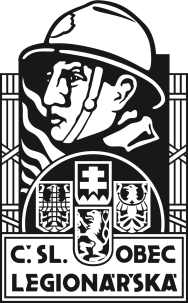 Č. SL. OBEC
LEGIONÁŘSKÁ